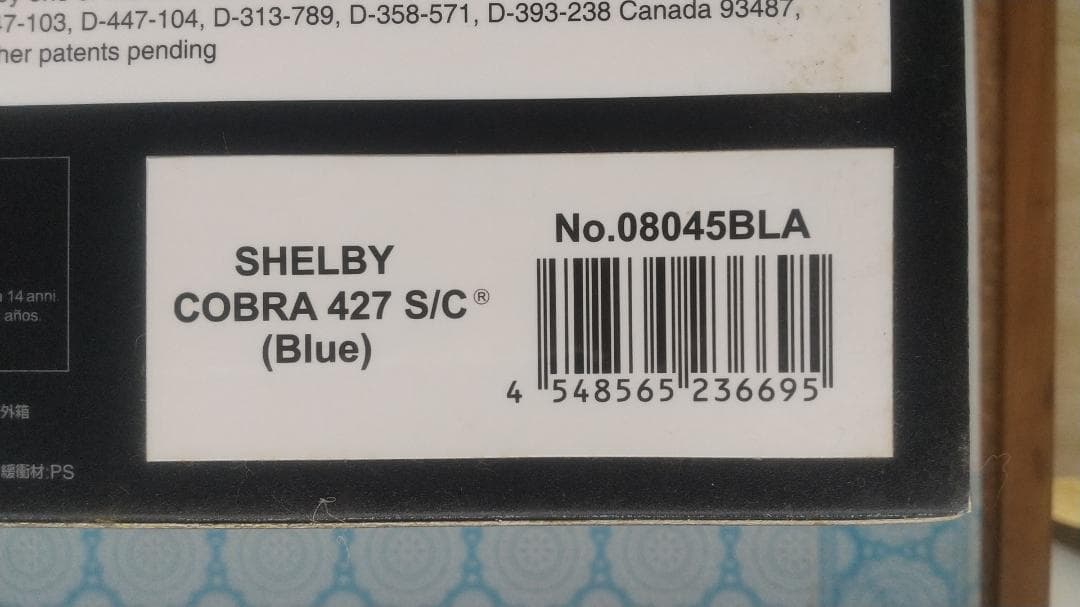 47-103, D-447-104, D-313-789, D-358-571, D-393-238 Canada 93487,
her patents pending
SHELBY
COBRA 427 S/C®
(Blue)
No.08045BLA
4 548565 236695
14 anni
años.
外箱
緩衝材:PS